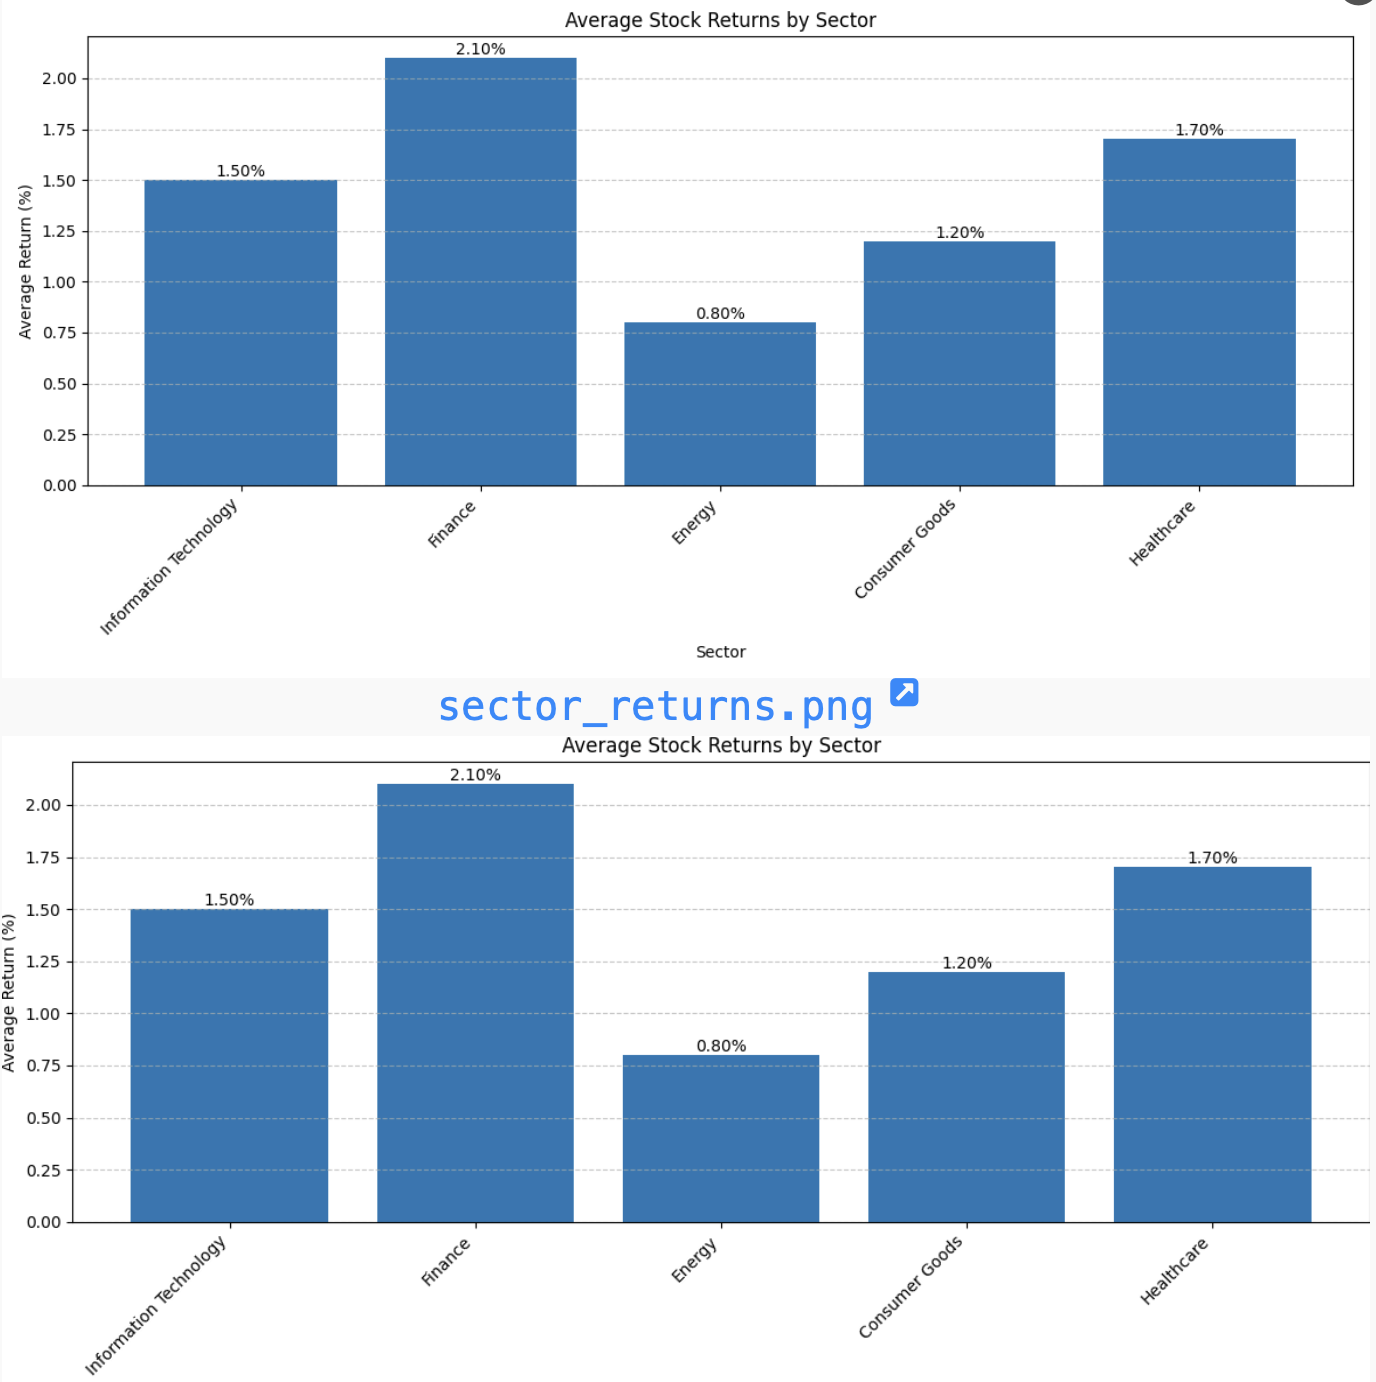 Average Stock Returns by Sector
2.10%
2.00
1.75
1.70%
1.50%
1.50
1.25
1.20%
1.00
0.80%
0.75
0.50
0.25
0.00
Average Return (%)
Information Technology
Finance
Energy
Consumer Goods
Healthcare
Sector
sector_returns.png
Average Stock Returns by Sector
2.10%
2.00
1.75
1.70%
1.50%
1.50
1.25
1.20%
1.00
0.80%
0.75
0.50
0.25
0.00
Average Return (%)
Information Technology
Finance
Energy
Consumer Goods
Healthcare